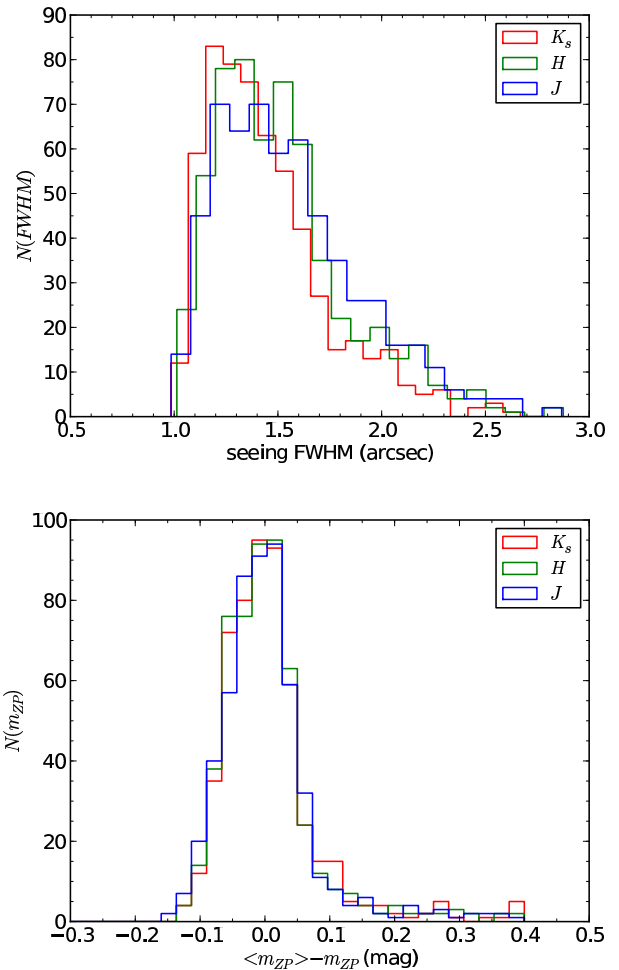 90
80
70
60
50
40
30
20
10
0
N(FWHM)
K_s
H
J
0.5 1.0 1.5 2.0 2.5 3.0
seeing FWHM (arcsec)
100
80
60
40
20
0
N(m_ZP)
K_s
H
J
−0.3 −0.2 −0.1 0.0 0.1 0.2 0.3 0.4 0.5
<m_ZP>−m_ZP (mag)